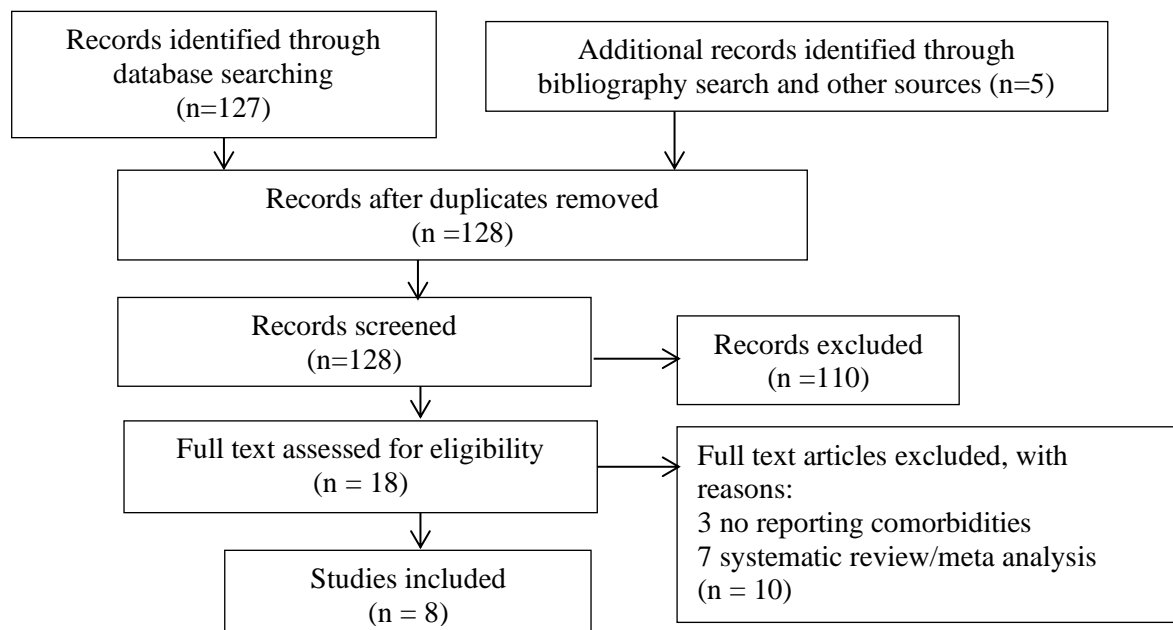 Records identified through
database searching
(n=127)
Additional records identified through
bibliography search and other sources (n=5)
Records after duplicates removed
(n =128)
Records screened
(n=128)
Records excluded
(n =110)
Full text assessed for eligibility
(n = 18)
Full text articles excluded, with
reasons:
3 no reporting comorbidities
7 systematic review/meta analysis
(n = 10)
Studies included
(n = 8)